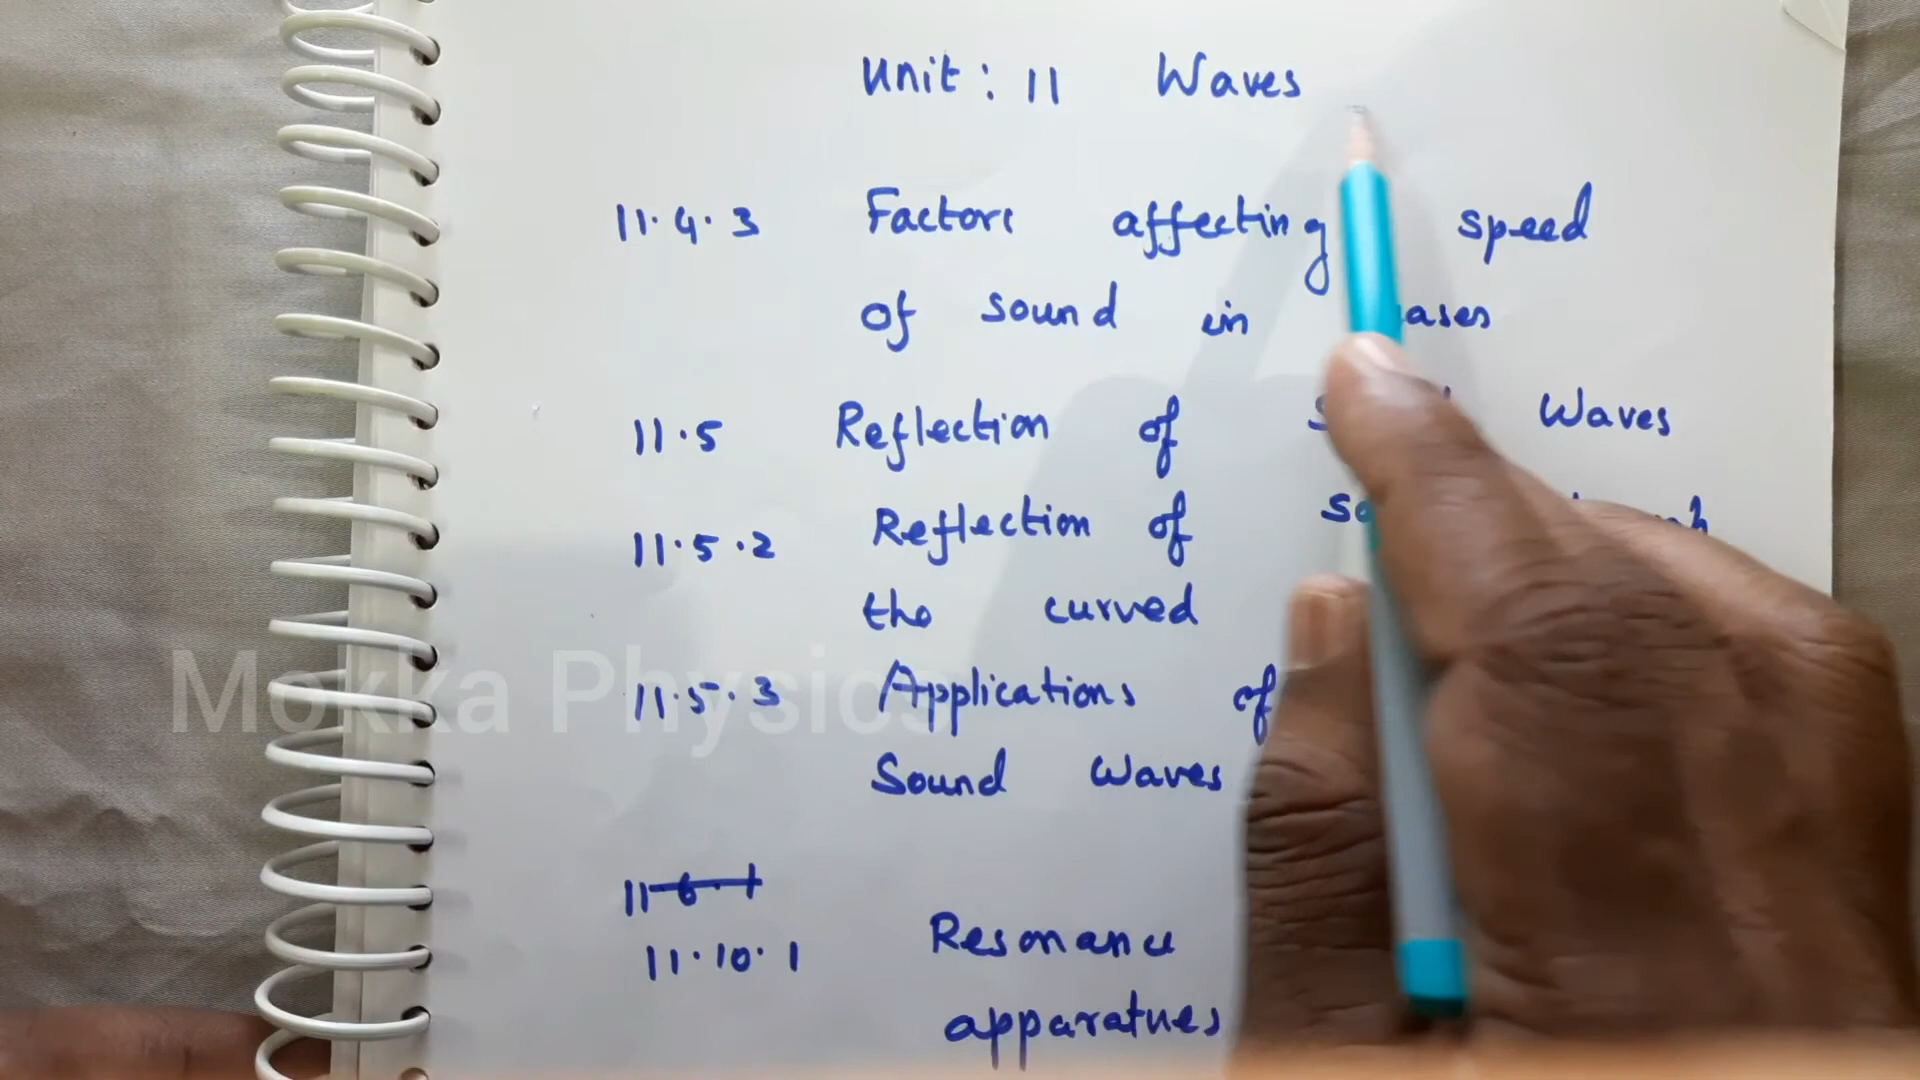 Unit: 11 Waves
11.4.3 Factors affecting speed
of sound in
11.5 Reflection of Waves
11.5.2 Reflection of
the curved
Mokka Physics
11.5.3 Applications of
Sound Waves
11.6.1
11.10.1 Resonance
apparatues